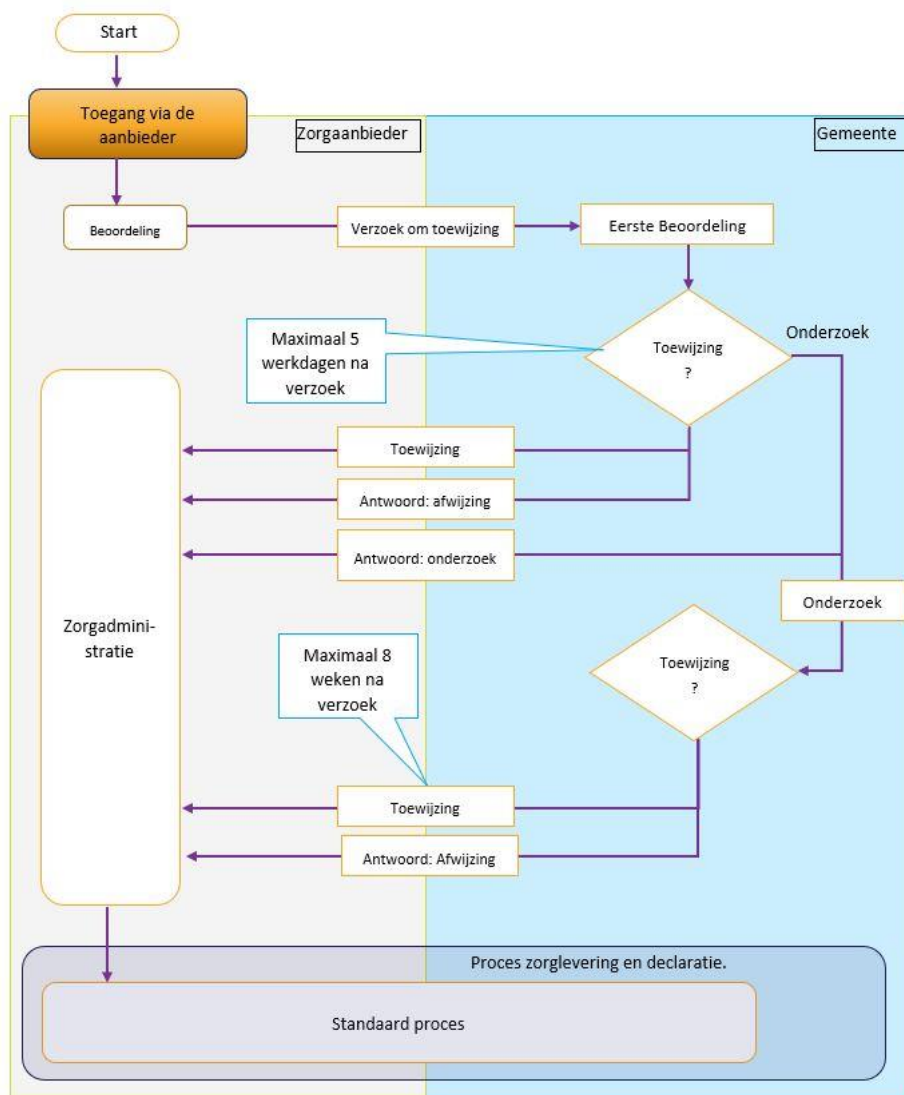 Start
Toegang via de
aanbieder
Zorgaanbieder
Gemeente
Beoordeling
Verzoek om toewijzing
Eerste Beoordeling
Maximaal 5
werkdagen na
verzoek
Toewijzing
?
Onderzoek
Toewijzing
Antwoord: afwijzing
Antwoord: onderzoek
Onderzoek
Zorgadmini-
stratie
Maximaal 8
weken na
verzoek
Toewijzing
?
Toewijzing
Antwoord: Afwijzing
Proces zorglevering en declaratie.
Standaard proces